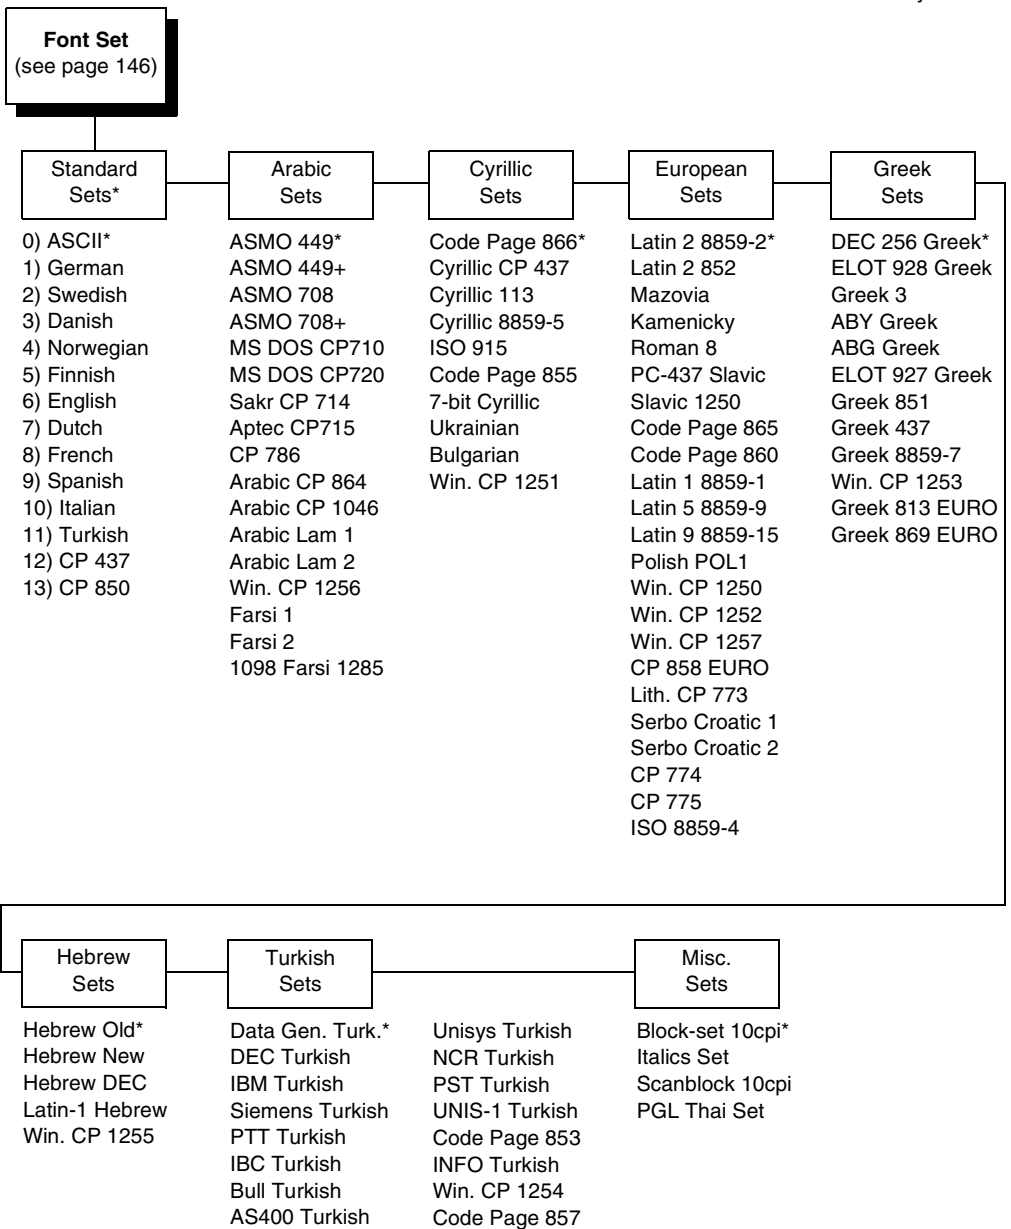 Font Set
(see page 146)
Standard
Sets*
0) ASCII*
1) German
2) Swedish
3) Danish
4) Norwegian
5) Finnish
6) English
7) Dutch
8) French
9) Spanish
10) Italian
11) Turkish
12) CP 437
13) CP 850
Arabic
Sets
ASMO 449*
ASMO 449+
ASMO 708
ASMO 708+
MS DOS CP710
MS DOS CP720
Sakr CP 714
Aptec CP715
CP 786
Arabic CP 864
Arabic CP 1046
Arabic Lam 1
Arabic Lam 2
Win. CP 1256
Farsi 1
Farsi 2
1098 Farsi 1285
Cyrillic
Sets
Code Page 866*
Cyrillic CP 437
Cyrillic 113
Cyrillic 8859-5
ISO 915
Code Page 855
7-bit Cyrillic
Ukrainian
Bulgarian
Win. CP 1251
European
Sets
Latin 2 8859-2*
Latin 2 852
Mazovia
Kamenicky
Roman 8
PC-437 Slavic
Slavic 1250
Code Page 865
Code Page 860
Latin 1 8859-1
Latin 5 8859-9
Latin 9 8859-15
Polish POL1
Win. CP 1250
Win. CP 1252
Win. CP 1257
CP 858 EURO
Lith. CP 773
Serbo Croatic 1
Serbo Croatic 2
CP 774
CP 775
ISO 8859-4
Greek
Sets
DEC 256 Greek*
ELOT 928 Greek
Greek 3
ABY Greek
ABG Greek
ELOT 927 Greek
Greek 851
Greek 437
Greek 8859-7
Win. CP 1253
Greek 813 EURO
Greek 869 EURO
Hebrew
Sets
Hebrew Old*
Hebrew New
Hebrew DEC
Latin-1 Hebrew
Win. CP 1255
Turkish
Sets
Data Gen. Turk.*
DEC Turkish
IBM Turkish
Siemens Turkish
PTT Turkish
IBC Turkish
Bull Turkish
AS400 Turkish
Unisys Turkish
NCR Turkish
PST Turkish
UNIS-1 Turkish
Code Page 853
INFO Turkish
Win. CP 1254
Code Page 857
Misc.
Sets
Block-set 10cpi*
Italics Set
Scanblock 10cpi
PGL Thai Set